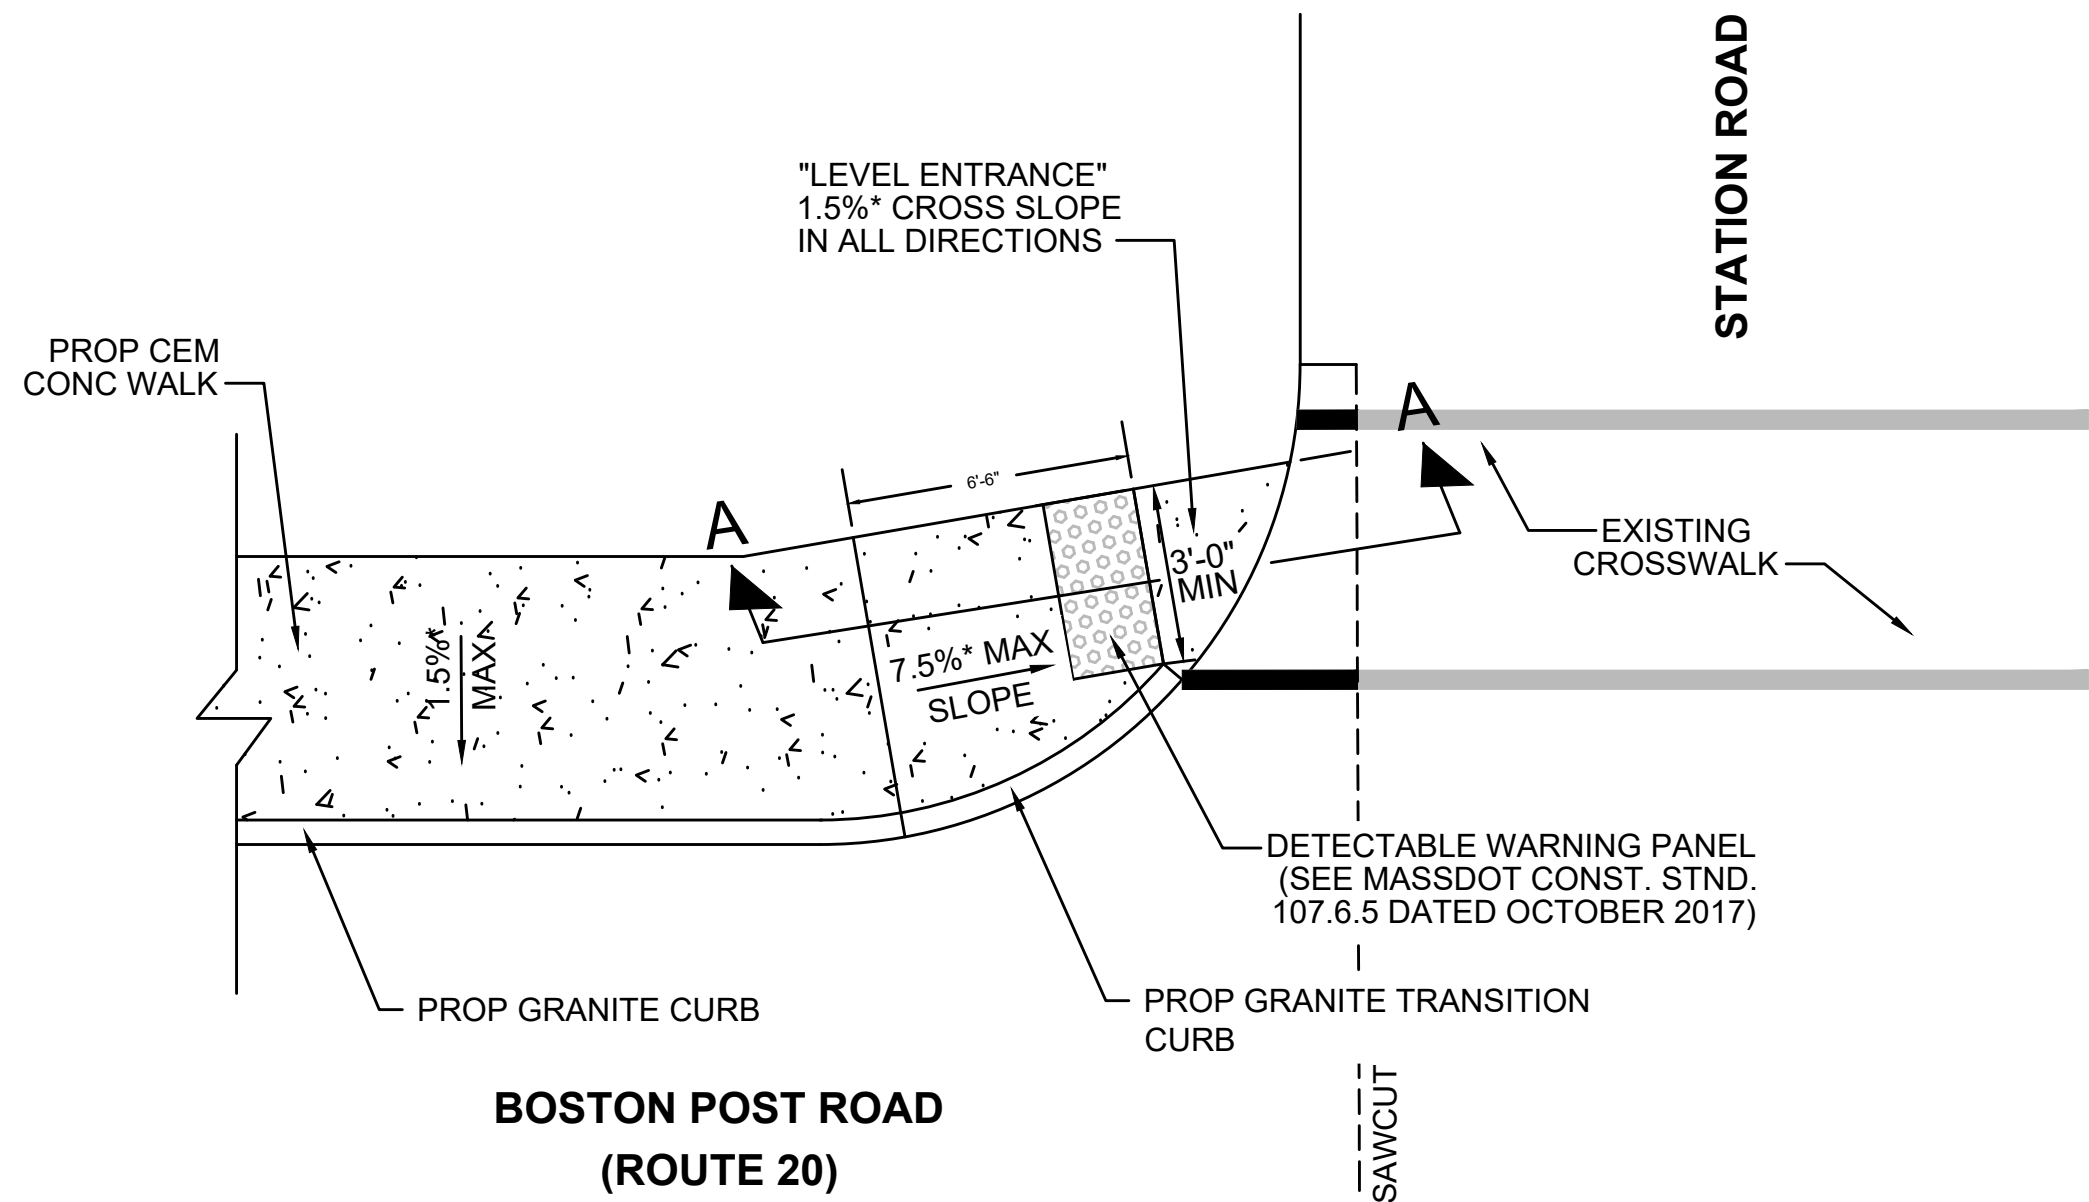 STATION ROAD
"LEVEL ENTRANCE"
1.5%* CROSS SLOPE
IN ALL DIRECTIONS
PROP CEM
CONC WALK
A
6'-6"
A
3'-0"
MIN
EXISTING
CROSSWALK
1.5%*
MAX
7.5%* MAX
SLOPE
DETECTABLE WARNING PANEL
(SEE MASSDOT CONST. STND.
107.6.5 DATED OCTOBER 2017)
PROP GRANITE CURB
PROP GRANITE TRANSITION
CURB
BOSTON POST ROAD
(ROUTE 20)
SAWCUT